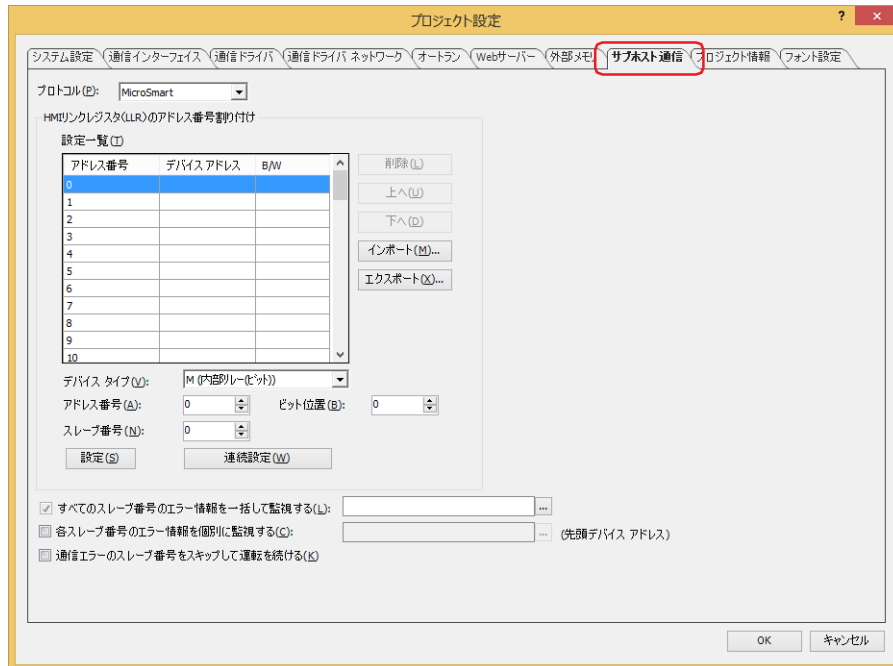 プロジェクト設定
? ×
システム設定 通信インターフェイス 通信ドライバ 通信ドライバ ネットワーク オートラン Webサーバー 外部メモリ サブホスト通信 プロジェクト情報 フォント設定
プロトコル(P): MicroSmart
HMIリンクレジスタ(LLR)のアドレス番号割り付け
設定一覧(T)
アドレス番号 デバイス アドレス B/W
0
1
2
3
4
5
6
7
8
9
10
削除(L)
上へ(U)
下へ(D)
インポート(M)...
エクスポート(X)...
デバイス タイプ(V): M (内部リレー(ビット))
アドレス番号(A): 0 ビット位置(B): 0
スレーブ番号(N): 0
設定(S) 連続設定(W)
すべてのスレーブ番号のエラー情報を一括して監視する(L): ...
各スレーブ番号のエラー情報を個別に監視する(C): ... (先頭デバイス アドレス)
通信エラーのスレーブ番号をスキップして運転を続ける(K)
OK キャンセル